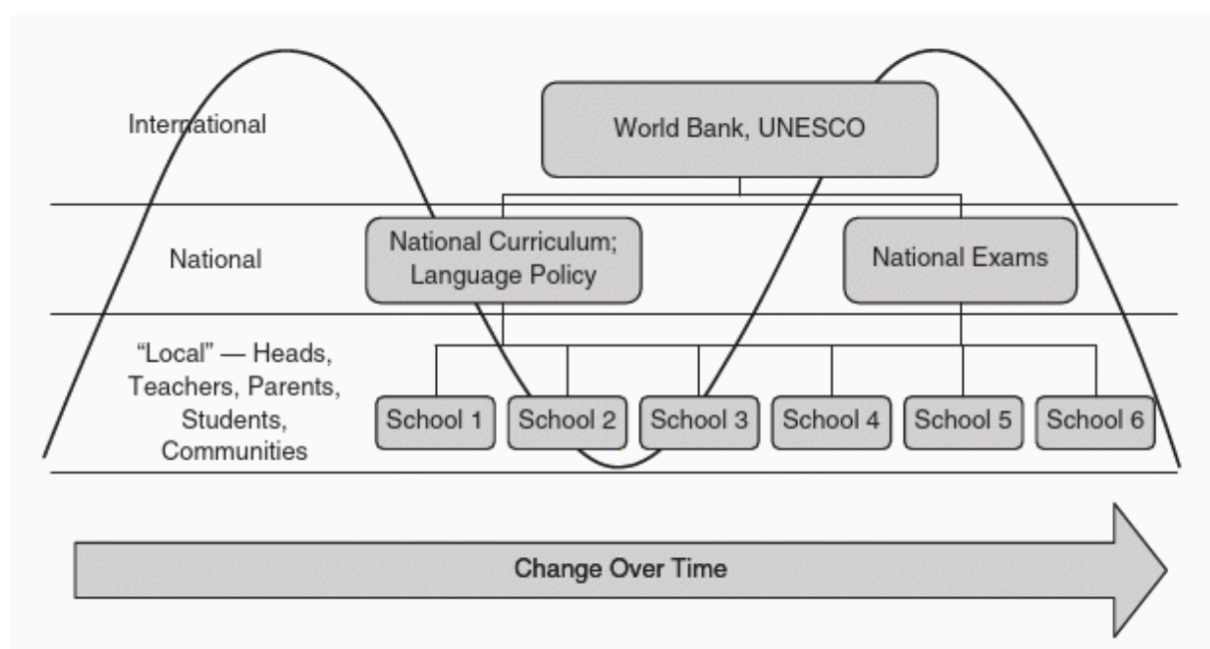 International
World Bank, UNESCO
National
National Curriculum;
Language Policy
National Exams
“Local” — Heads,
Teachers, Parents,
Students,
Communities
School 1
School 2
School 3
School 4
School 5
School 6
Change Over Time